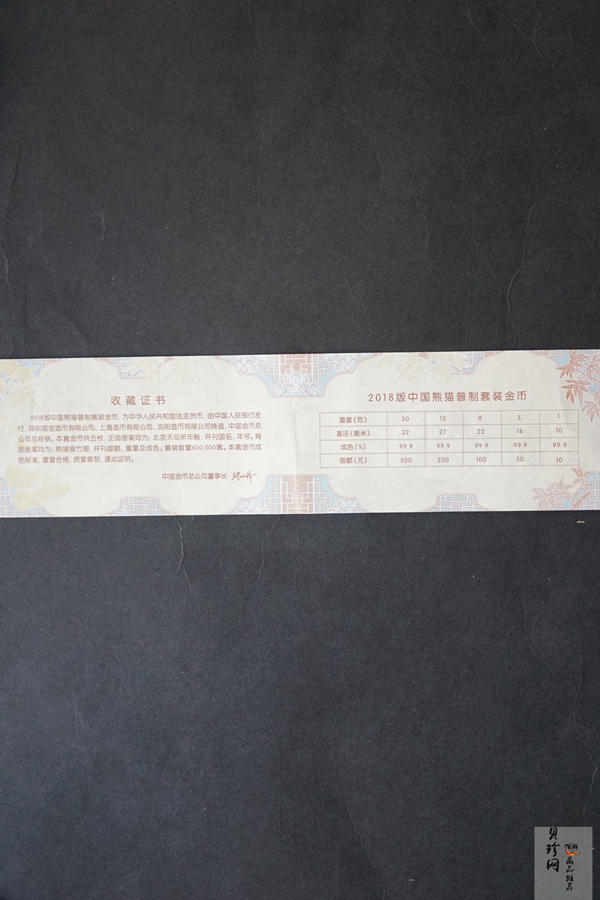 收藏证书
2018版中国熊猫普制套装金币，为中华人民共和国法定货币，由中国人民银行发
行，深圳国宝造币有限公司、上海造币有限公司、沈阳造币有限公司铸造，中国金币总
公司总经销。本套金币共五枚，正面图案均为：北京天坛祈年殿，并刊国名、年号。背
面图案均为：熊猫食竹图，并刊面额、重量及成色。套装数量600,000套。本套金币成
色标准，重量合格，质量普制，谨此证明。
中国金币总公司董事长
2018版中国熊猫普制套装金币
重量(克) 30 15 8 3 1
直径(毫米) 32 27 22 18 10
成色(%) 99.9 99.9 99.9 99.9 99.9
面额(元) 500 200 100 50 10
贝珍网
藏品推荐